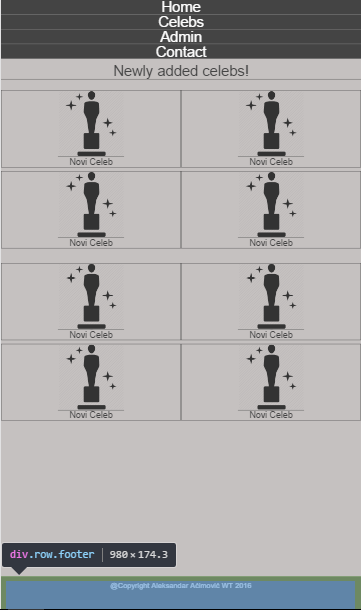 Home
Celebs
Admin
Contact
Newly added celebs!
Novi Celeb Novi Celeb
Novi Celeb Novi Celeb
Novi Celeb Novi Celeb
Novi Celeb Novi Celeb
div.row.footer 980 × 174.3
@Copyright Aleksandar Aćimović WT 2016